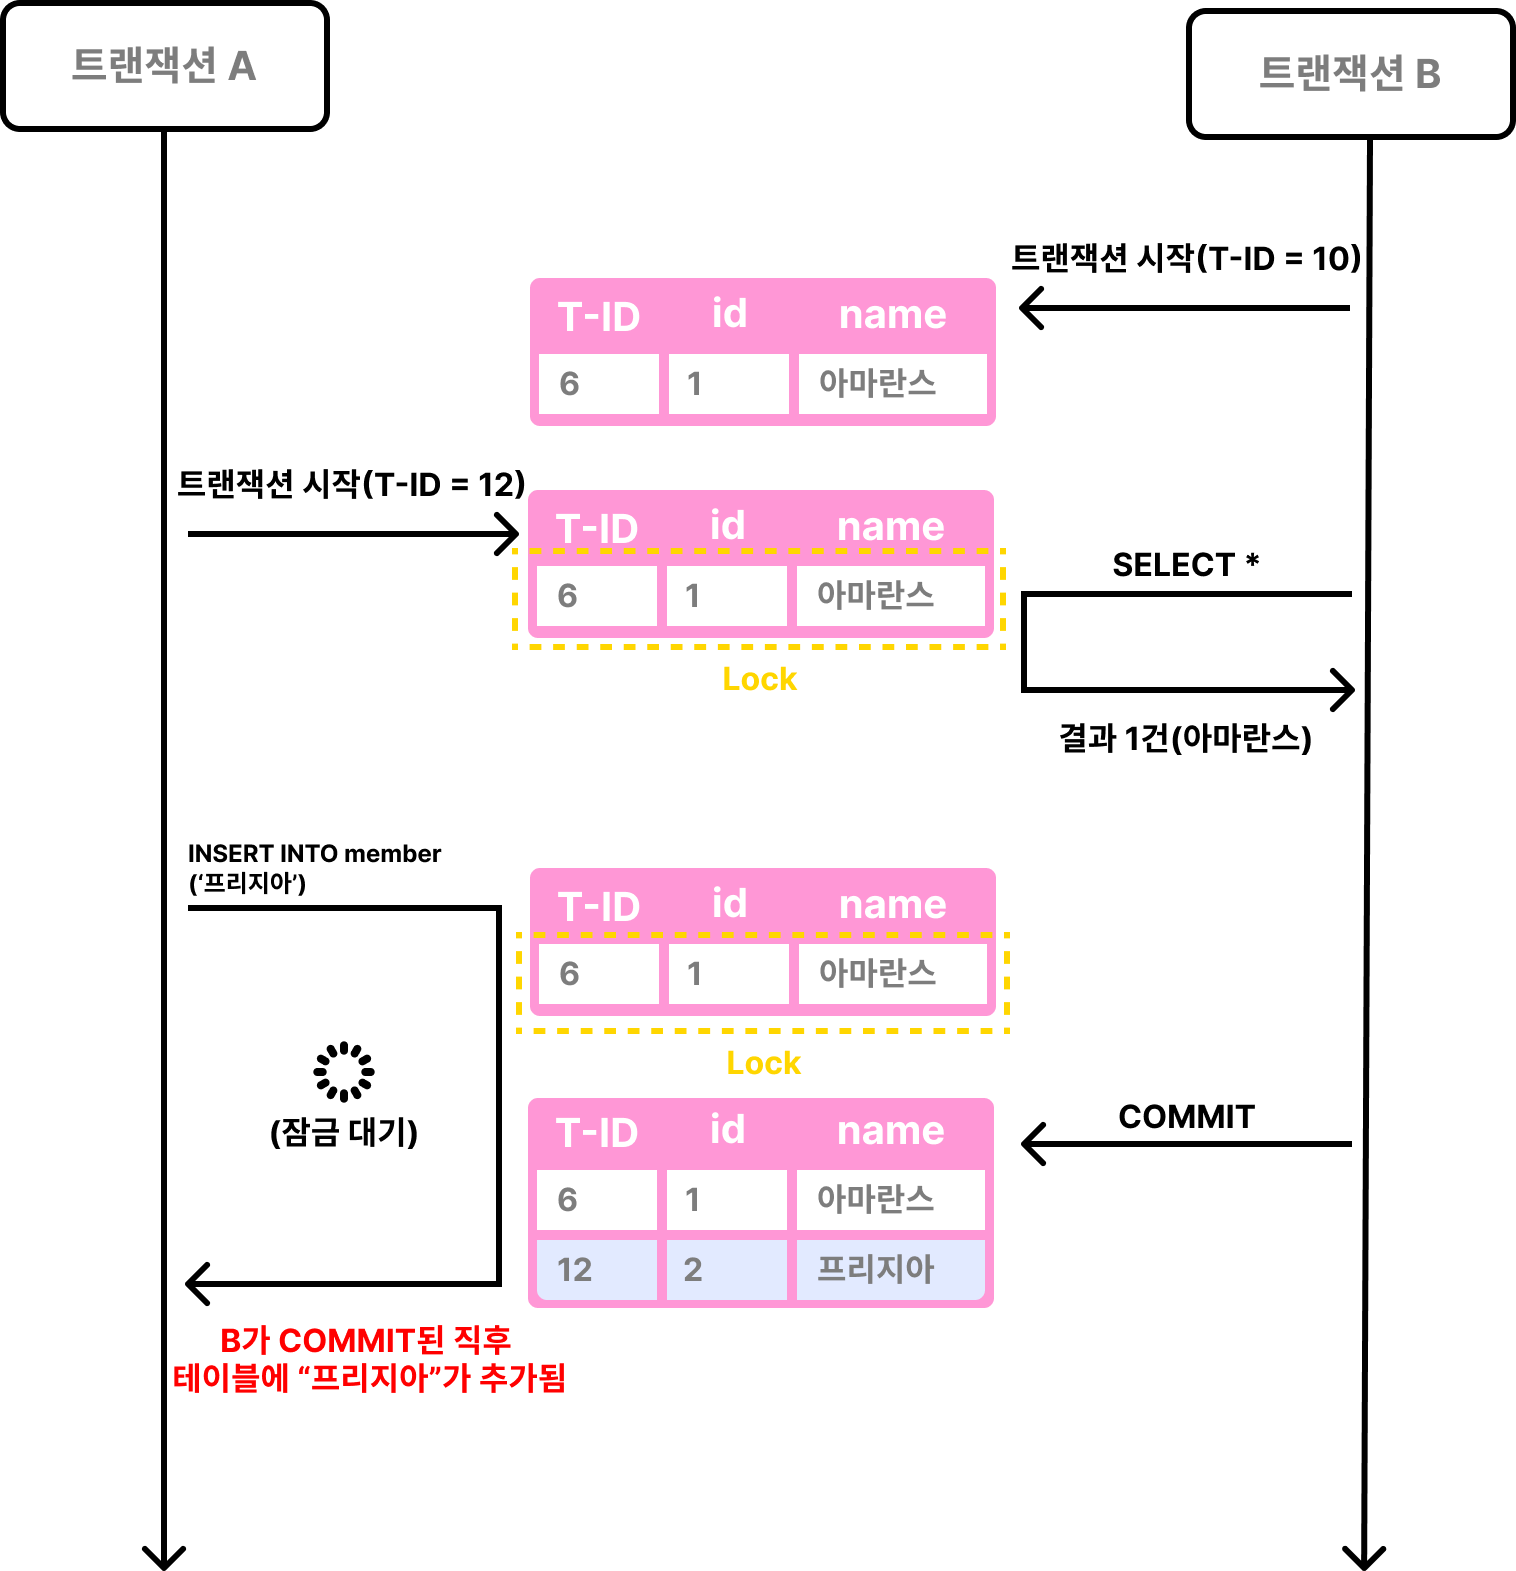 트랜잭션 A
트랜잭션 B
트랜잭션 시작(T-ID = 10)
T-ID id name
6 1 아마란스
트랜잭션 시작(T-ID = 12)
T-ID id name
6 1 아마란스
Lock
SELECT *
결과 1건(아마란스)
INSERT INTO member
(‘프리지아’)
T-ID id name
6 1 아마란스
Lock
(잠금 대기)
COMMIT
T-ID id name
6 1 아마란스
12 2 프리지아
B가 COMMIT된 직후
테이블에 “프리지아”가 추가됨